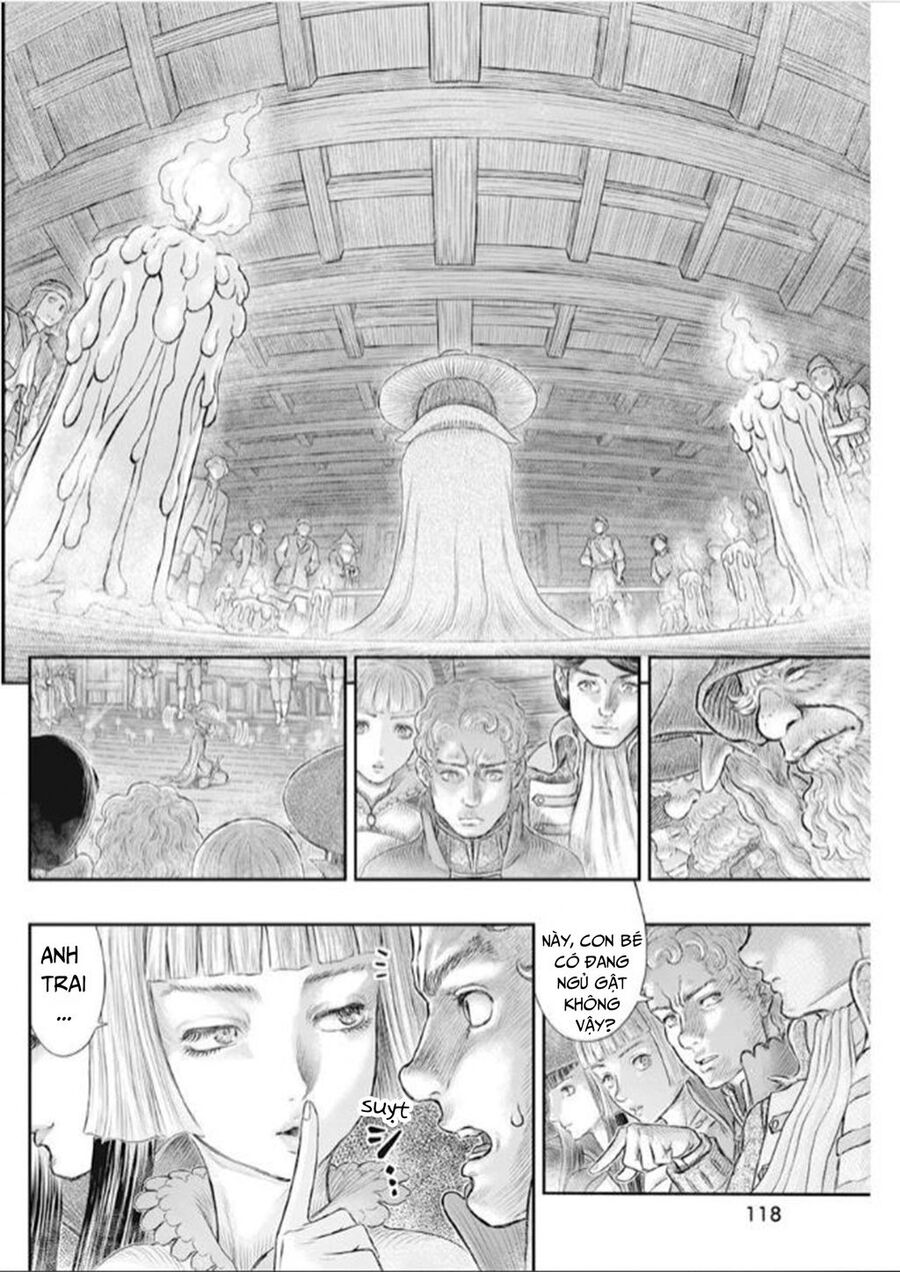 NÀY, CON BÉ
CÓ ĐANG
NGỦ GẬT
KHÔNG
VẬY?
ANH
TRAI
...
suỵt
118